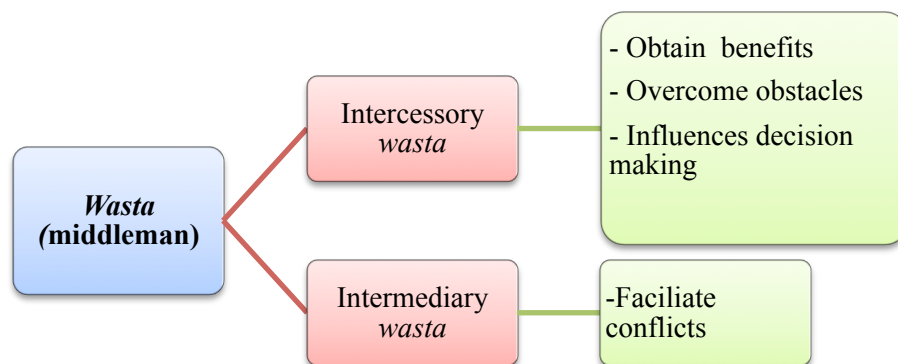 Wasta
(middleman)
Intercessory
wasta
- Obtain benefits
- Overcome obstacles
- Influences decision
making
Intermediary
wasta
-Faciliate
conflicts